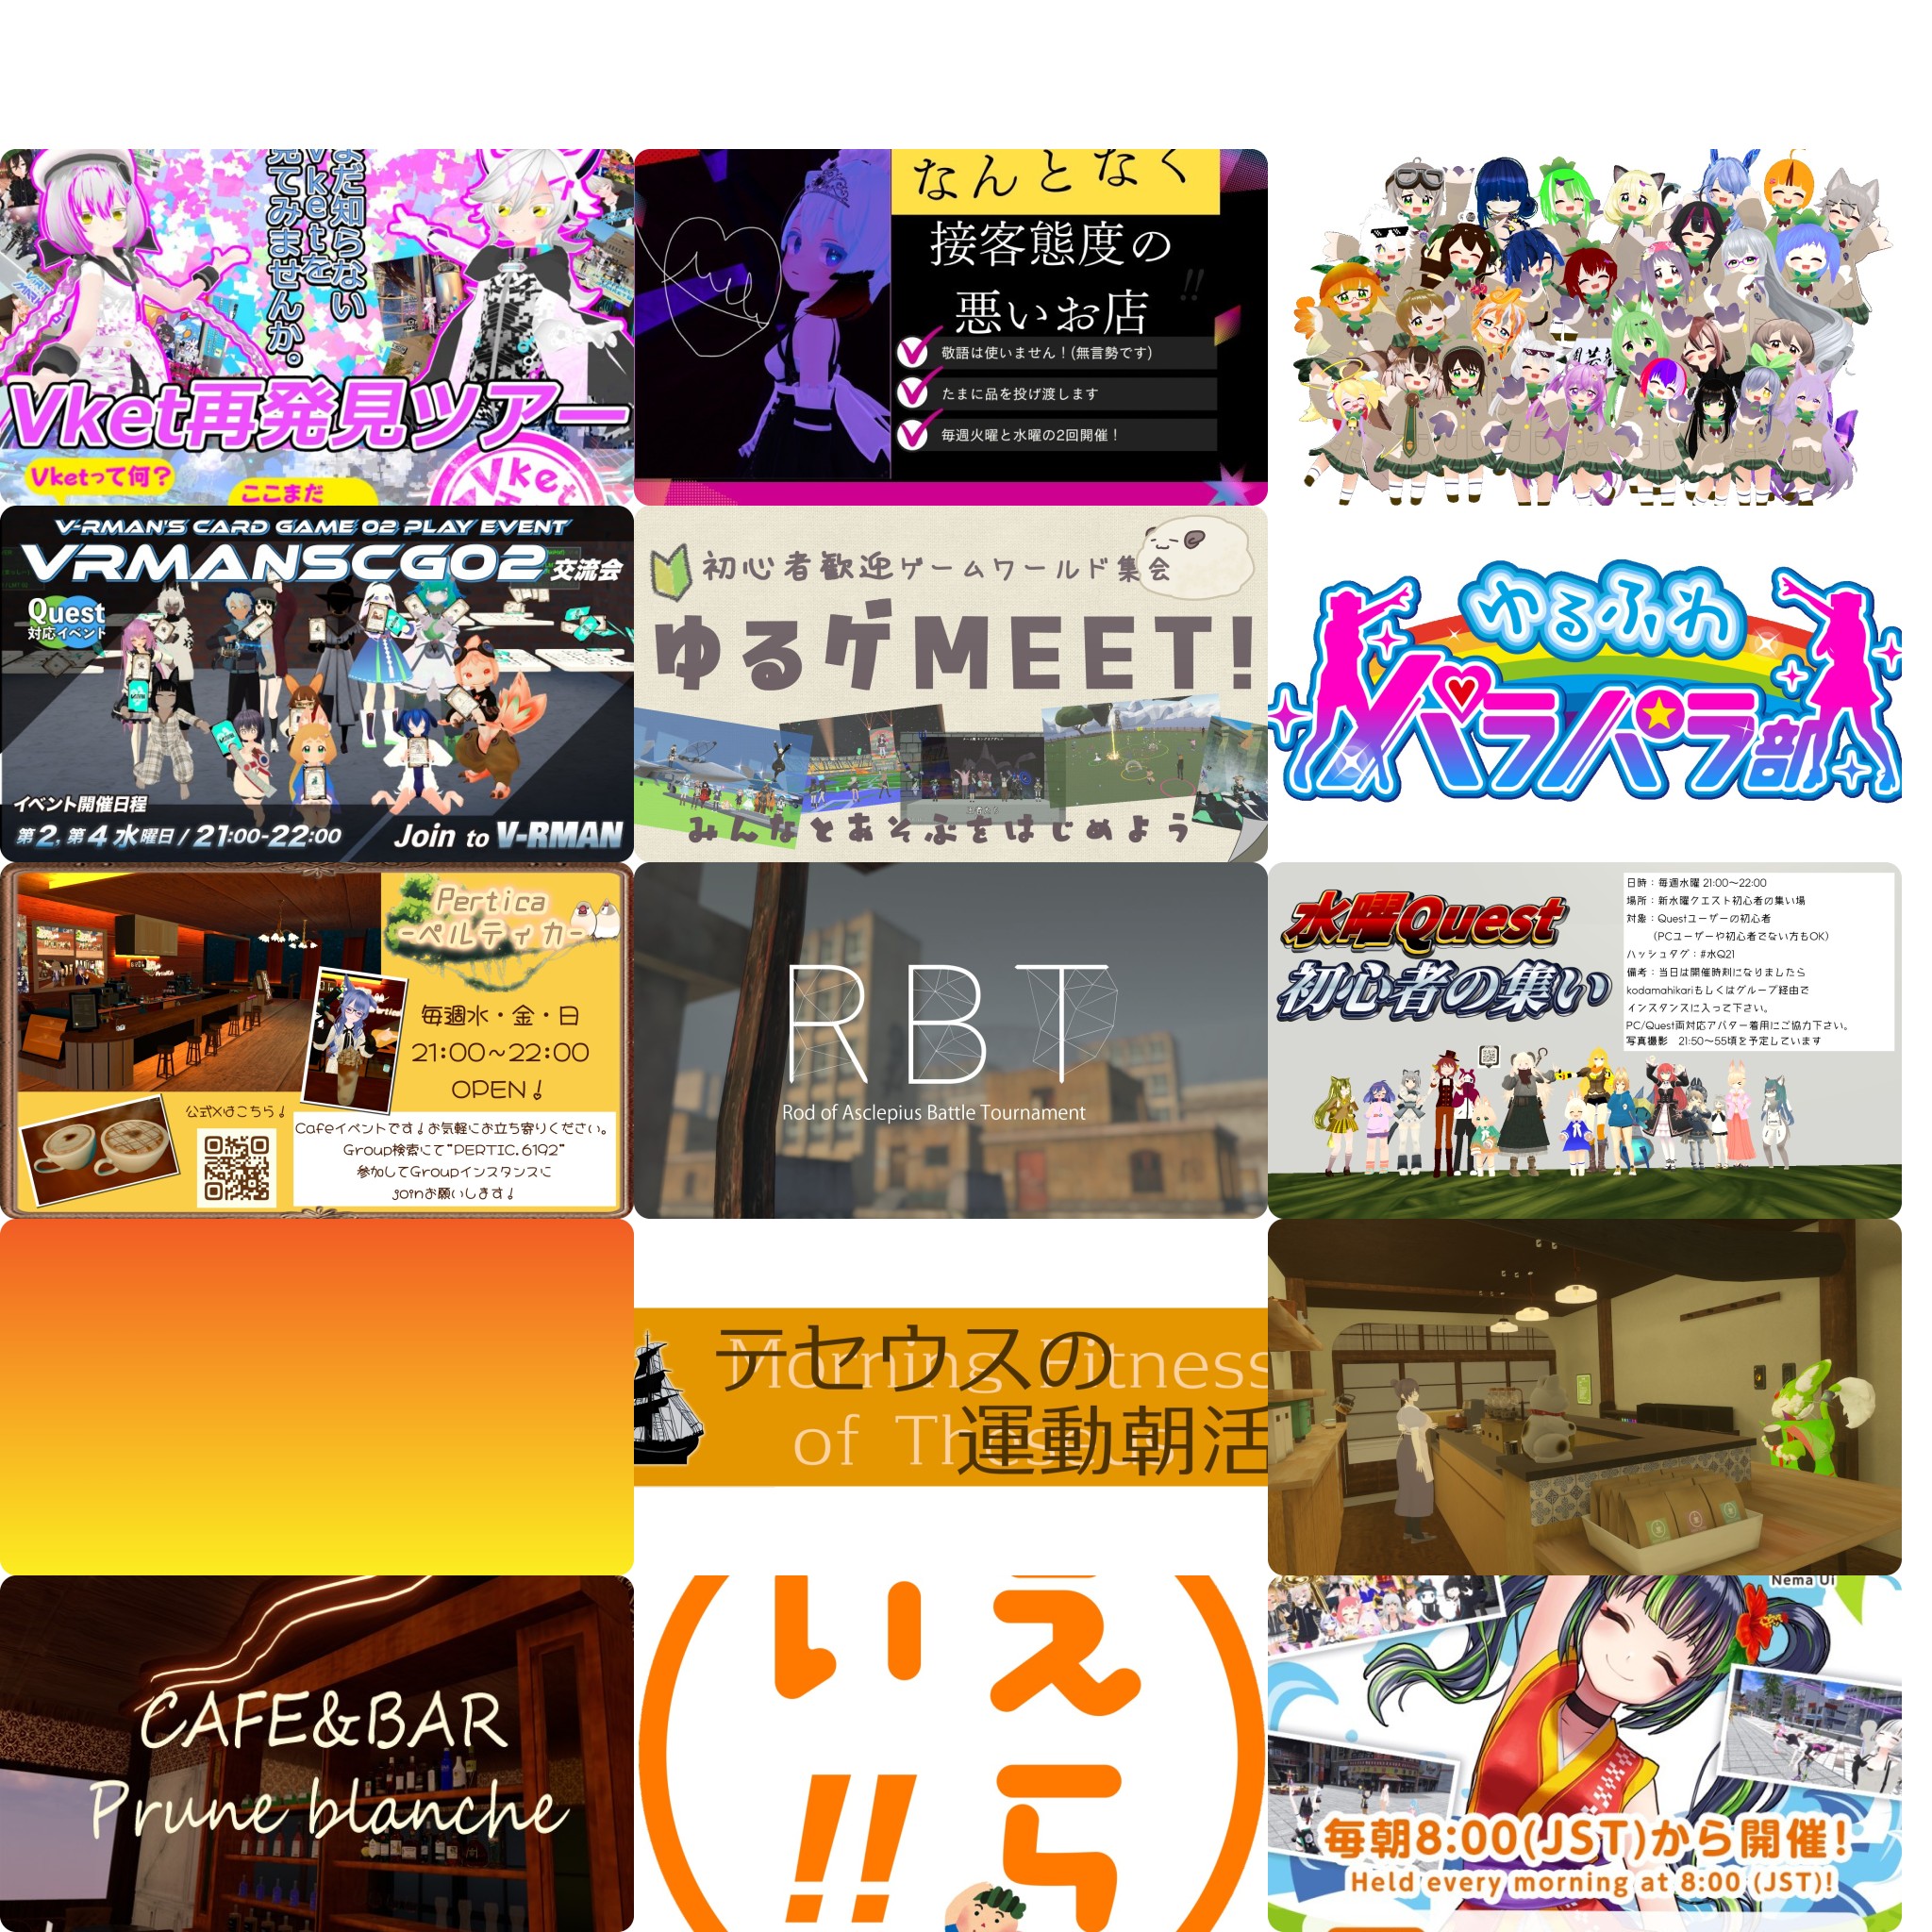 まだ知らない
Vketを
見てみませんか。
Vket再発見ツアー
Vketって何?
ここまだ
Vket
なんとなく
接客態度の
悪いお店
!!
敬語は使いません！(無言勢です)
たまに品を投げ渡します
毎週火曜と水曜の2回開催！
V-RMAN'S CARD GAME 02 PLAY EVENT
VRMANSCG02 交流会
Quest
対応イベント
イベント開催日程
第2, 第4 水曜日 / 21:00-22:00
Join to V-RMAN
初心者歓迎ゲームワールド集会
ゆるゲMEET!
みんなとあそぶをはじめよう
ゆるふわ
パラパラ部
Pertica
-ペルティカ-
毎週水・金・日
21:00~22:00
OPEN!
公式Xはこちら！
Cafeイベントです！お気軽にお立ち寄りください。
Group検索にて"PERTIC.6192"
参加してGroupインスタンスに
joinお願いします！
RBT
Rod of Asclepius Battle Tournament
水曜Quest
初心者の集い
日時：毎週水曜 21:00～22:00
場所：新水曜クエスト初心者の集い場
対象：Questユーザーの初心者
（PCユーザーや初心者でない方もOK）
ハッシュタグ：#水Q21
備考：当日は開催時刻になりましたら
kodamahikariもしくはグループ経由で
インスタンスに入って下さい。
PC/Quest両対応アバター着用にご協力下さい。
写真撮影　21:50～55頃を予定しています
テセウスの
運動朝活
Morning Fitness
of Theseus
CAFE&BAR
Prune blanche
えら
い!!
Nema Ui
毎朝8:00(JST)から開催!
Held every morning at 8:00 (JST)!